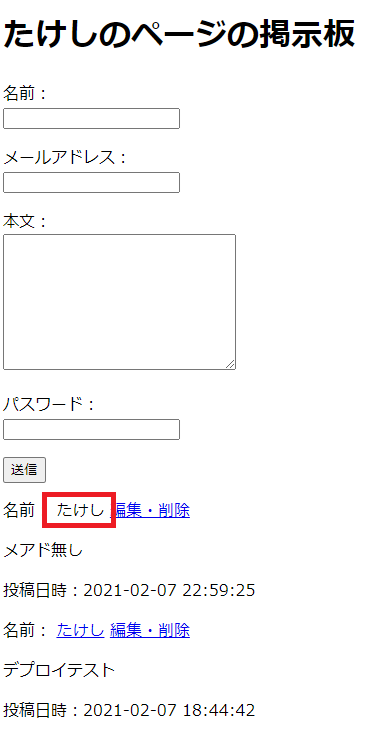 たけしのページの掲示板
名前：
メールアドレス：
本文：
パスワード：
送信
名前 たけし 編集・削除
メアド無し
投稿日時：2021-02-07 22:59:25
名前： たけし 編集・削除
デプロイテスト
投稿日時：2021-02-07 18:44:42